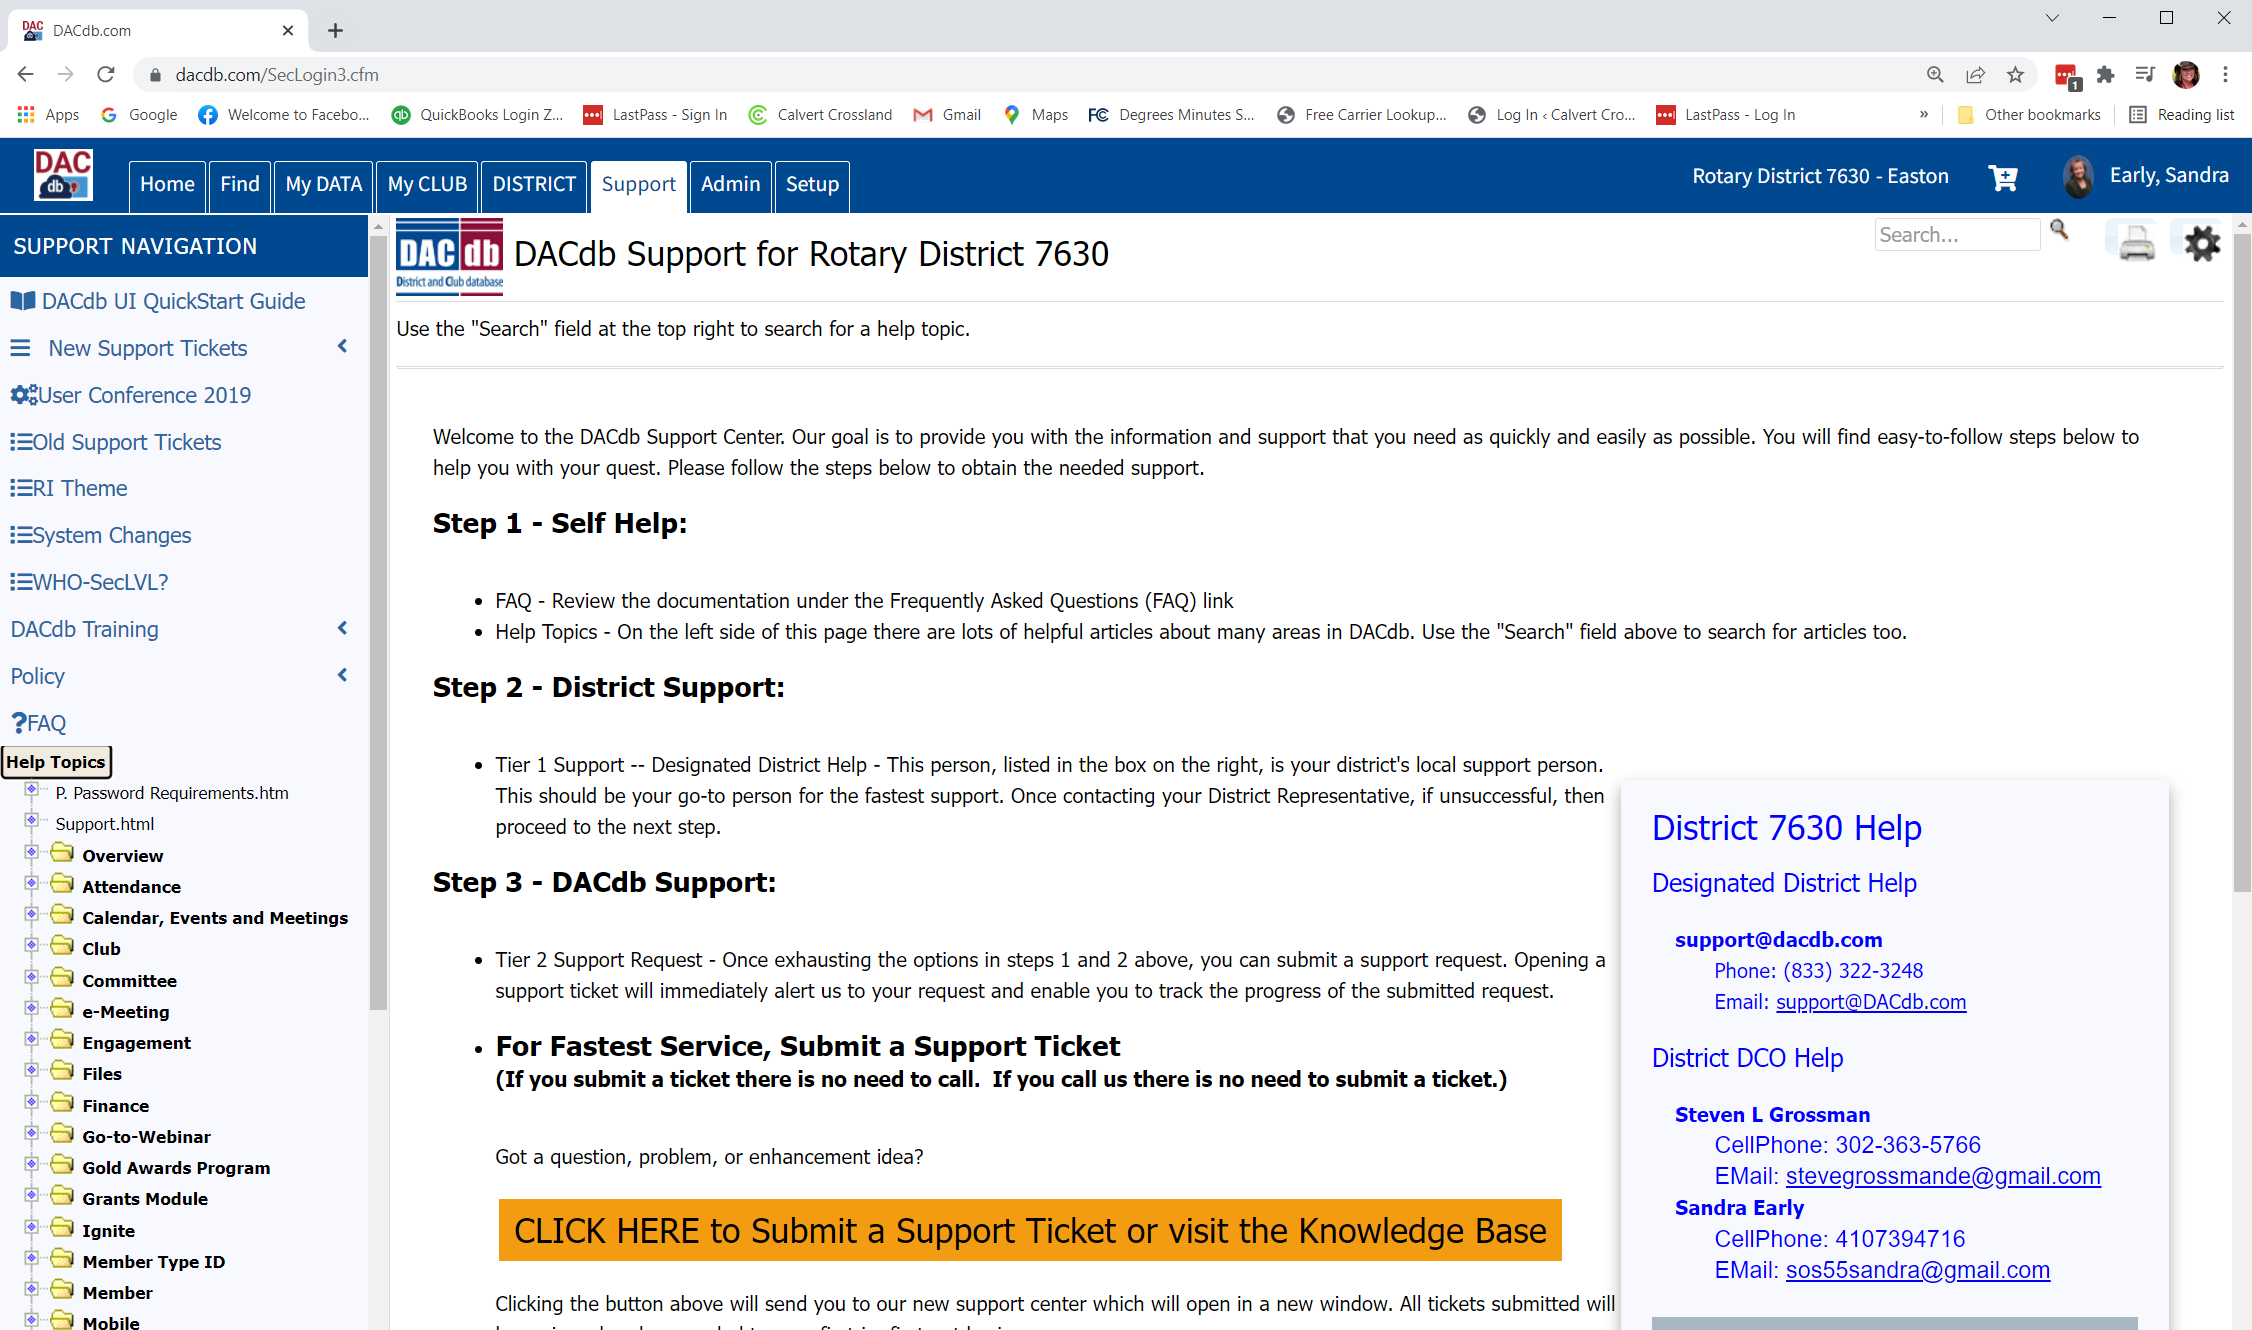 DACdb.com
dacdb.com/SecLogin3.cfm
1
Apps
Google
Welcome to Facebo...
QuickBooks Login Z...
LastPass - Sign In
Calvert Crossland
Gmail
Maps
Degrees Minutes S...
Free Carrier Lookup...
Log In ‹ Calvert Cro...
LastPass - Log In
»
Other bookmarks
Reading list
DAC
db
Home
Find
My DATA
My CLUB
DISTRICT
Support
Admin
Setup
Rotary District 7630 - Easton
Early, Sandra
SUPPORT NAVIGATION
DACdb UI QuickStart Guide
New Support Tickets
User Conference 2019
Old Support Tickets
RI Theme
System Changes
WHO-SecLVL?
DACdb Training
Policy
?FAQ
Help Topics
P. Password Requirements.htm
Support.html
Overview
Attendance
Calendar, Events and Meetings
Club
Committee
e-Meeting
Engagement
Files
Finance
Go-to-Webinar
Gold Awards Program
Grants Module
Ignite
Member Type ID
Member
Mobile
DAC db
District and Club database
DACdb Support for Rotary District 7630
Search...
Use the "Search" field at the top right to search for a help topic.
Welcome to the DACdb Support Center. Our goal is to provide you with the information and support that you need as quickly and easily as possible. You will find easy-to-follow steps below to
help you with your quest. Please follow the steps below to obtain the needed support.
Step 1 - Self Help:
• FAQ - Review the documentation under the Frequently Asked Questions (FAQ) link
• Help Topics - On the left side of this page there are lots of helpful articles about many areas in DACdb. Use the "Search" field above to search for articles too.
Step 2 - District Support:
• Tier 1 Support -- Designated District Help - This person, listed in the box on the right, is your district's local support person.
This should be your go-to person for the fastest support. Once contacting your District Representative, if unsuccessful, then
proceed to the next step.
Step 3 - DACdb Support:
• Tier 2 Support Request - Once exhausting the options in steps 1 and 2 above, you can submit a support request. Opening a
support ticket will immediately alert us to your request and enable you to track the progress of the submitted request.
• For Fastest Service, Submit a Support Ticket
(If you submit a ticket there is no need to call. If you call us there is no need to submit a ticket.)
Got a question, problem, or enhancement idea?
CLICK HERE to Submit a Support Ticket or visit the Knowledge Base
Clicking the button above will send you to our new support center which will open in a new window. All tickets submitted will
District 7630 Help
Designated District Help
support@dacdb.com
Phone: (833) 322-3248
Email: support@DACdb.com
District DCO Help
Steven L Grossman
CellPhone: 302-363-5766
EMail: stevegrossmande@gmail.com
Sandra Early
CellPhone: 4107394716
EMail: sos55sandra@gmail.com